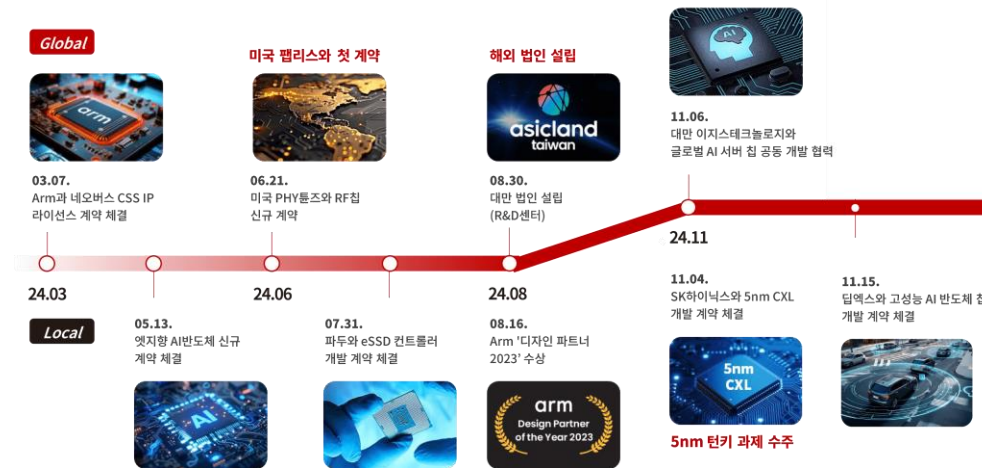 Global
미국 팹리스와 첫 계약
해외 법인 설립
arm
asicland
taiwan
AI
03.07.
Arm과 네오버스 CSS IP
라이선스 계약 체결
06.21.
미국 PHY튠즈와 RF칩
신규 계약
08.30.
대만 법인 설립
(R&D센터)
11.06.
대만 이지스테크놀로지와
글로벌 AI 서버 칩 공동 개발 협력
24.03
24.06
24.08
24.11
Local
05.13.
엣지향 AI반도체 신규
계약 체결
07.31.
파두와 eSSD 컨트롤러
개발 계약 체결
08.16.
Arm '디자인 파트너
2023' 수상
11.04.
SK하이닉스와 5nm CXL
개발 계약 체결
11.15.
딥엑스와 고성능 AI 반도체
개발 계약 체결
AI
arm
Design Partner
of the Year 2023
5nm
CXL
5nm 턴키 과제 수주